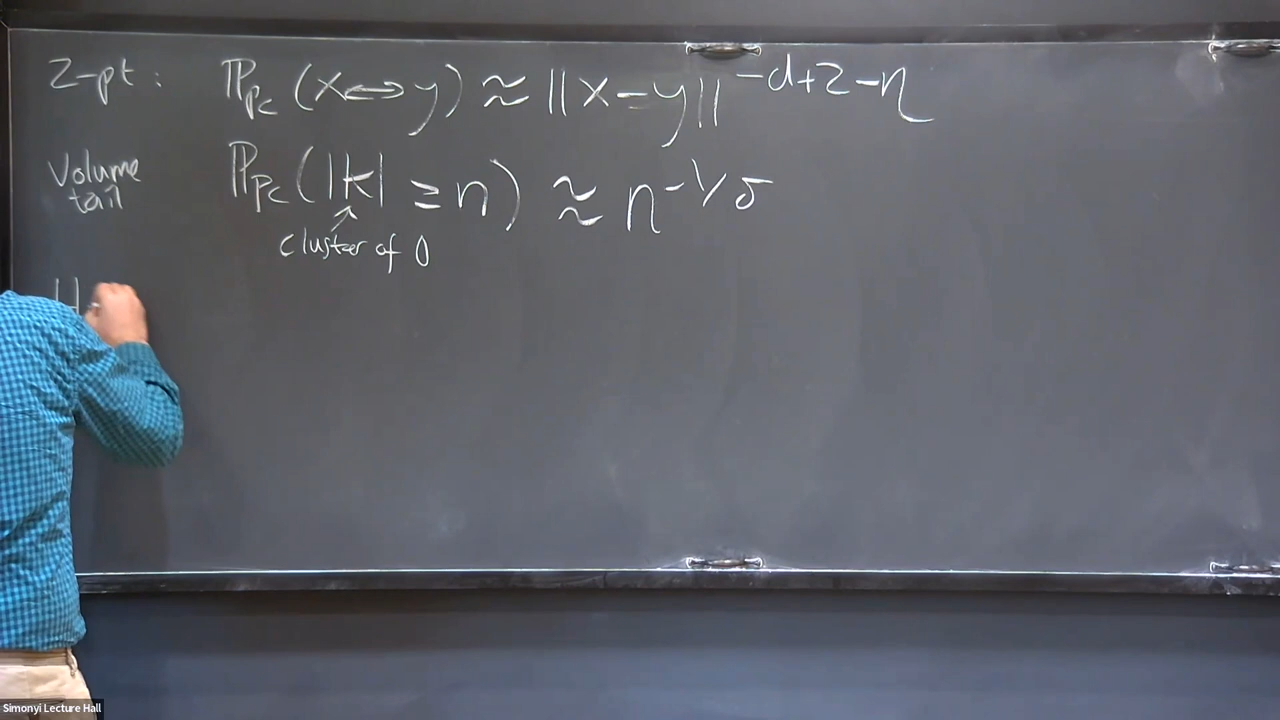 2-pt: ℙ_{p_c}(x↔y) ≈ ||x-y||^{-d+2-η}
Volume tail ℙ_{p_c}(|K| ≥ n) ≈ n^{-1/δ}
cluster of 0
H
Simonyi Lecture Hall